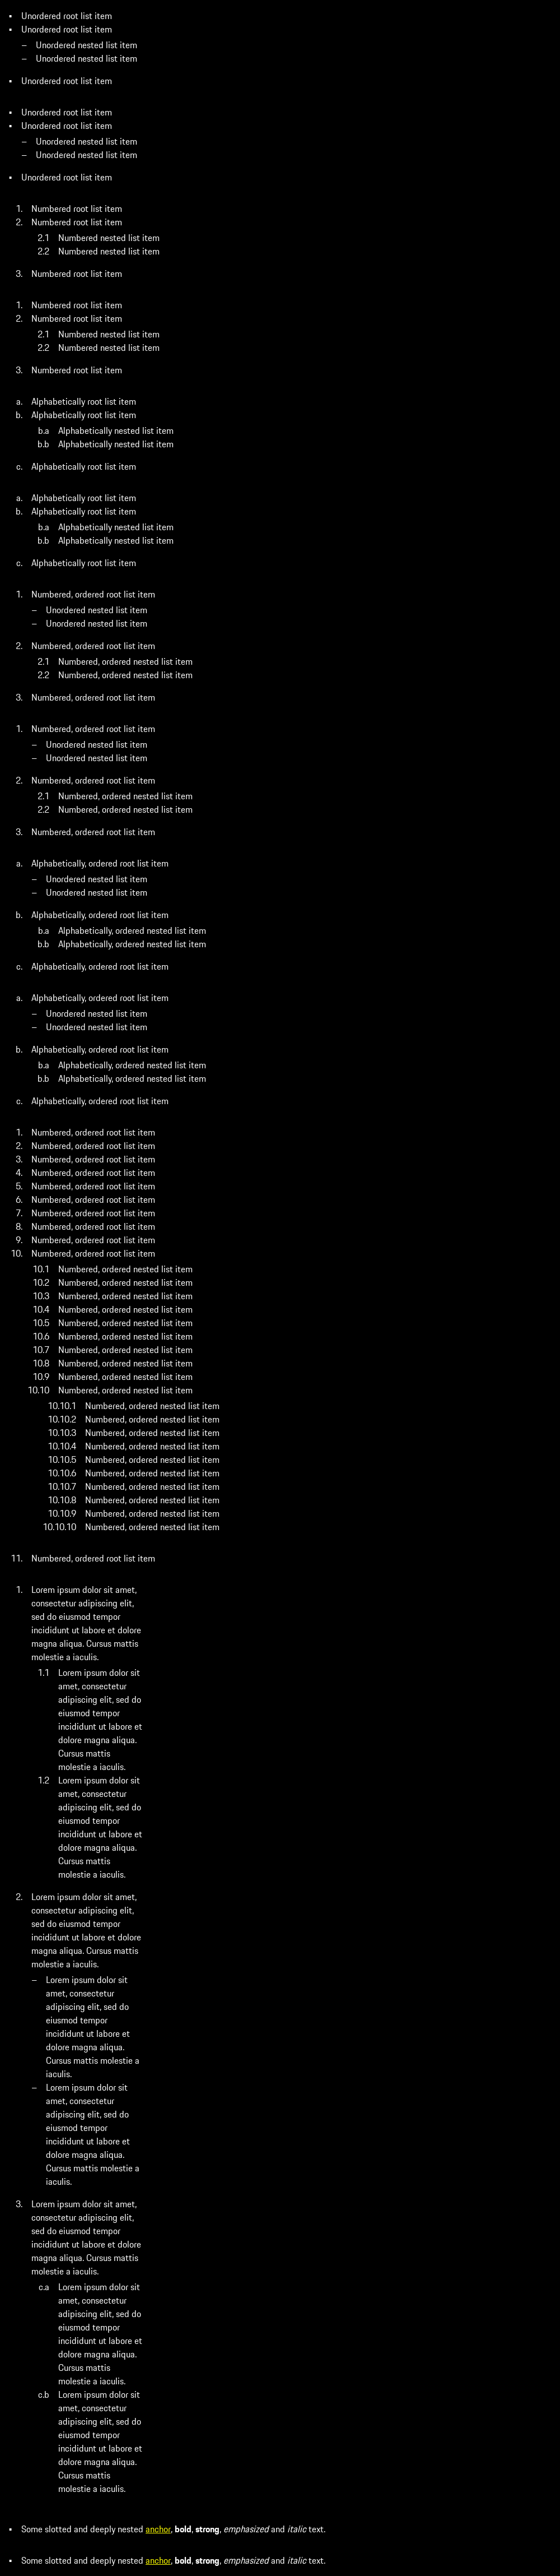 • Unordered root list item
• Unordered root list item
– Unordered nested list item
– Unordered nested list item
• Unordered root list item
• Unordered root list item
• Unordered root list item
– Unordered nested list item
– Unordered nested list item
• Unordered root list item
1. Numbered root list item
2. Numbered root list item
2.1 Numbered nested list item
2.2 Numbered nested list item
3. Numbered root list item
1. Numbered root list item
2. Numbered root list item
2.1 Numbered nested list item
2.2 Numbered nested list item
3. Numbered root list item
a. Alphabetically root list item
b. Alphabetically root list item
b.a Alphabetically nested list item
b.b Alphabetically nested list item
c. Alphabetically root list item
a. Alphabetically root list item
b. Alphabetically root list item
b.a Alphabetically nested list item
b.b Alphabetically nested list item
c. Alphabetically root list item
1. Numbered, ordered root list item
– Unordered nested list item
– Unordered nested list item
2. Numbered, ordered root list item
2.1 Numbered, ordered nested list item
2.2 Numbered, ordered nested list item
3. Numbered, ordered root list item
1. Numbered, ordered root list item
– Unordered nested list item
– Unordered nested list item
2. Numbered, ordered root list item
2.1 Numbered, ordered nested list item
2.2 Numbered, ordered nested list item
3. Numbered, ordered root list item
a. Alphabetically, ordered root list item
– Unordered nested list item
– Unordered nested list item
b. Alphabetically, ordered root list item
b.a Alphabetically, ordered nested list item
b.b Alphabetically, ordered nested list item
c. Alphabetically, ordered root list item
a. Alphabetically, ordered root list item
– Unordered nested list item
– Unordered nested list item
b. Alphabetically, ordered root list item
b.a Alphabetically, ordered nested list item
b.b Alphabetically, ordered nested list item
c. Alphabetically, ordered root list item
1. Numbered, ordered root list item
2. Numbered, ordered root list item
3. Numbered, ordered root list item
4. Numbered, ordered root list item
5. Numbered, ordered root list item
6. Numbered, ordered root list item
7. Numbered, ordered root list item
8. Numbered, ordered root list item
9. Numbered, ordered root list item
10. Numbered, ordered root list item
10.1 Numbered, ordered nested list item
10.2 Numbered, ordered nested list item
10.3 Numbered, ordered nested list item
10.4 Numbered, ordered nested list item
10.5 Numbered, ordered nested list item
10.6 Numbered, ordered nested list item
10.7 Numbered, ordered nested list item
10.8 Numbered, ordered nested list item
10.9 Numbered, ordered nested list item
10.10 Numbered, ordered nested list item
10.10.1 Numbered, ordered nested list item
10.10.2 Numbered, ordered nested list item
10.10.3 Numbered, ordered nested list item
10.10.4 Numbered, ordered nested list item
10.10.5 Numbered, ordered nested list item
10.10.6 Numbered, ordered nested list item
10.10.7 Numbered, ordered nested list item
10.10.8 Numbered, ordered nested list item
10.10.9 Numbered, ordered nested list item
10.10.10 Numbered, ordered nested list item
11. Numbered, ordered root list item
1. Lorem ipsum dolor sit amet,
consectetur adipiscing elit,
sed do eiusmod tempor
incididunt ut labore et dolore
magna aliqua. Cursus mattis
molestie a iaculis.
1.1 Lorem ipsum dolor sit
amet, consectetur
adipiscing elit, sed do
eiusmod tempor
incididunt ut labore et
dolore magna aliqua.
Cursus mattis
molestie a iaculis.
1.2 Lorem ipsum dolor sit
amet, consectetur
adipiscing elit, sed do
eiusmod tempor
incididunt ut labore et
dolore magna aliqua.
Cursus mattis
molestie a iaculis.
2. Lorem ipsum dolor sit amet,
consectetur adipiscing elit,
sed do eiusmod tempor
incididunt ut labore et dolore
magna aliqua. Cursus mattis
molestie a iaculis.
– Lorem ipsum dolor sit
amet, consectetur
adipiscing elit, sed do
eiusmod tempor
incididunt ut labore et
dolore magna aliqua.
Cursus mattis molestie a
iaculis.
– Lorem ipsum dolor sit
amet, consectetur
adipiscing elit, sed do
eiusmod tempor
incididunt ut labore et
dolore magna aliqua.
Cursus mattis molestie a
iaculis.
3. Lorem ipsum dolor sit amet,
consectetur adipiscing elit,
sed do eiusmod tempor
incididunt ut labore et dolore
magna aliqua. Cursus mattis
molestie a iaculis.
c.a Lorem ipsum dolor sit
amet, consectetur
adipiscing elit, sed do
eiusmod tempor
incididunt ut labore et
dolore magna aliqua.
Cursus mattis
molestie a iaculis.
c.b Lorem ipsum dolor sit
amet, consectetur
adipiscing elit, sed do
eiusmod tempor
incididunt ut labore et
dolore magna aliqua.
Cursus mattis
molestie a iaculis.
• Some slotted and deeply nested anchor, bold, strong, emphasized and italic text.
• Some slotted and deeply nested anchor, bold, strong, emphasized and italic text.